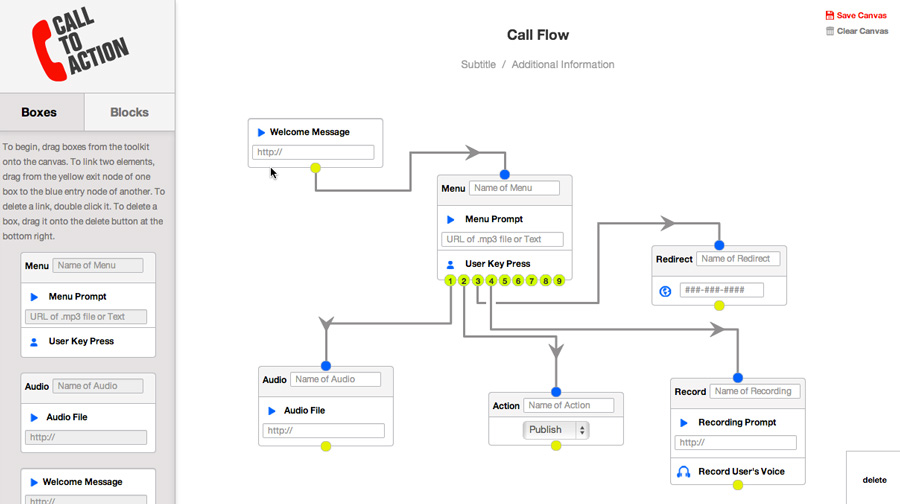 CALL
TO
ACTION
Boxes
Blocks
To begin, drag boxes from the toolkit
onto the canvas. To link two elements,
drag from the yellow exit node of one
box to the blue entry node of another. To
delete a link, double click it. To delete a
box, drag it onto the delete button at the
bottom right.
Menu Name of Menu
Menu Prompt
URL of .mp3 file or Text
User Key Press
Audio Name of Audio
Audio File
http://
Welcome Message
http://
Call Flow
Subtitle / Additional Information
Save Canvas
Clear Canvas
Welcome Message
http://
Menu Name of Menu
Menu Prompt
URL of .mp3 file or Text
User Key Press
1 2 3 4 5 6 7 8 9
Redirect Name of Redirect
###-###-####
Audio Name of Audio
Audio File
http://
Action Name of Action
Publish
Record Name of Recording
Recording Prompt
http://
Record User's Voice
delete